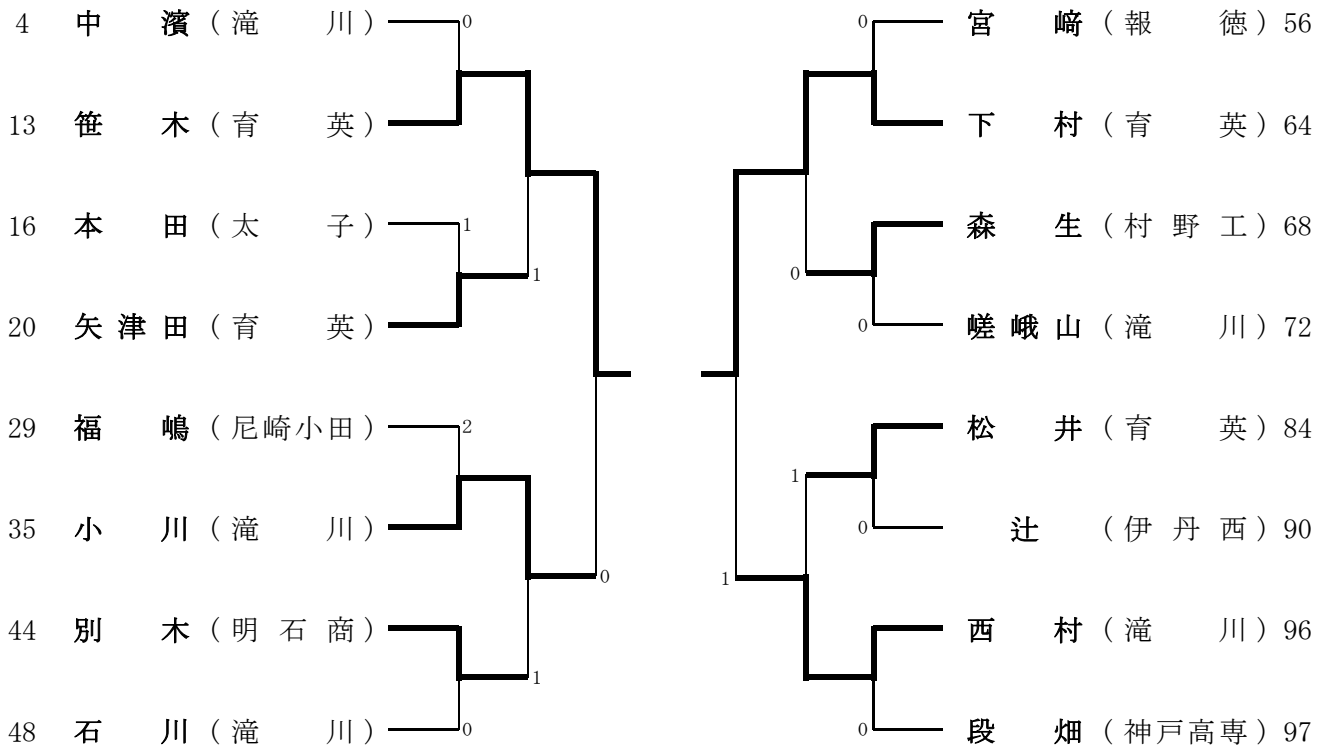 4 中濱（滝川） 0 0 宮﨑（報徳）56
13 笹木（育英） 下村（育英）64
16 本田（太子） 1 森生（村野工）68
1 0
20 矢津田（育英） 0 嵯峨山（滝川）72
29 福嶋（尼崎小田） 2 松井（育英）84
1
35 小川（滝川） 0 辻（伊丹西）90
0 1
44 別木（明石商） 西村（滝川）96
1
48 石川（滝川） 0 0 段畑（神戸高専）97